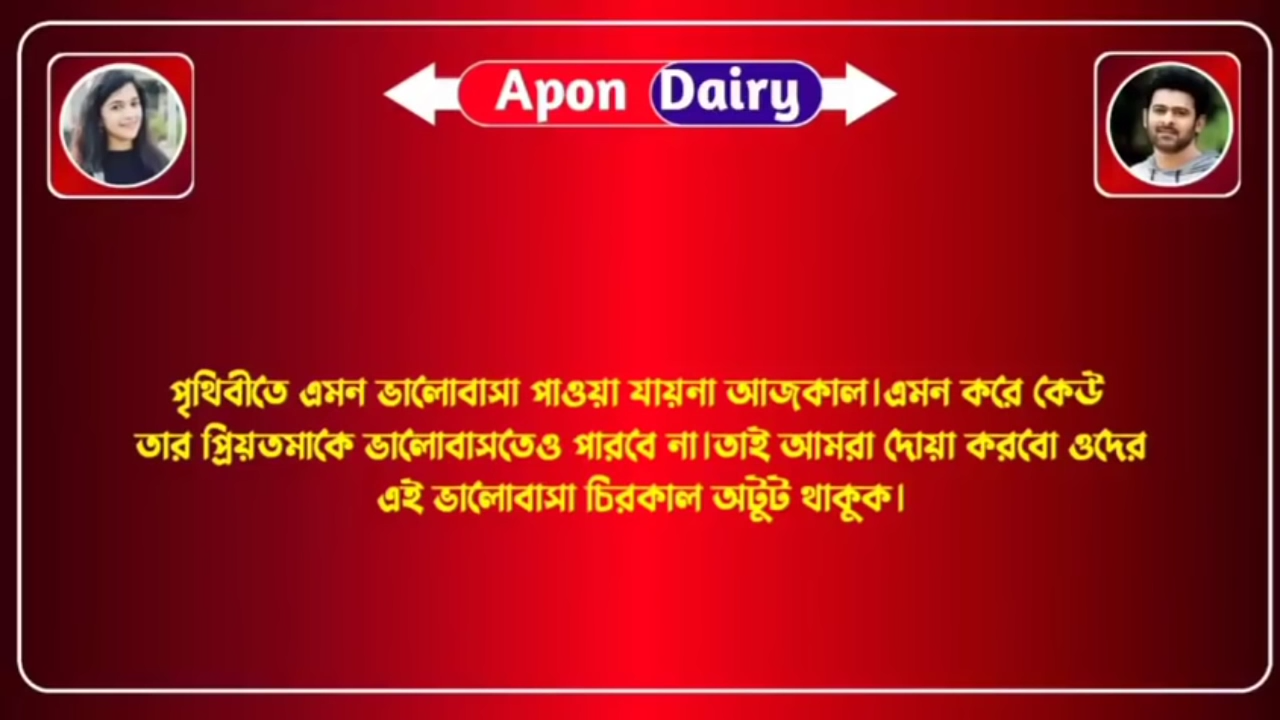 Apon Dairy
পৃথিবীতে এমন ভালোবাসা পাওয়া যায়না আজকাল।এমন করে কেউ
তার প্রিয়তমাকে ভালোবাসতেও পারবে না।তাই আমরা দোয়া করবো ওদের
এই ভালোবাসা চিরকাল অটুট থাকুক।